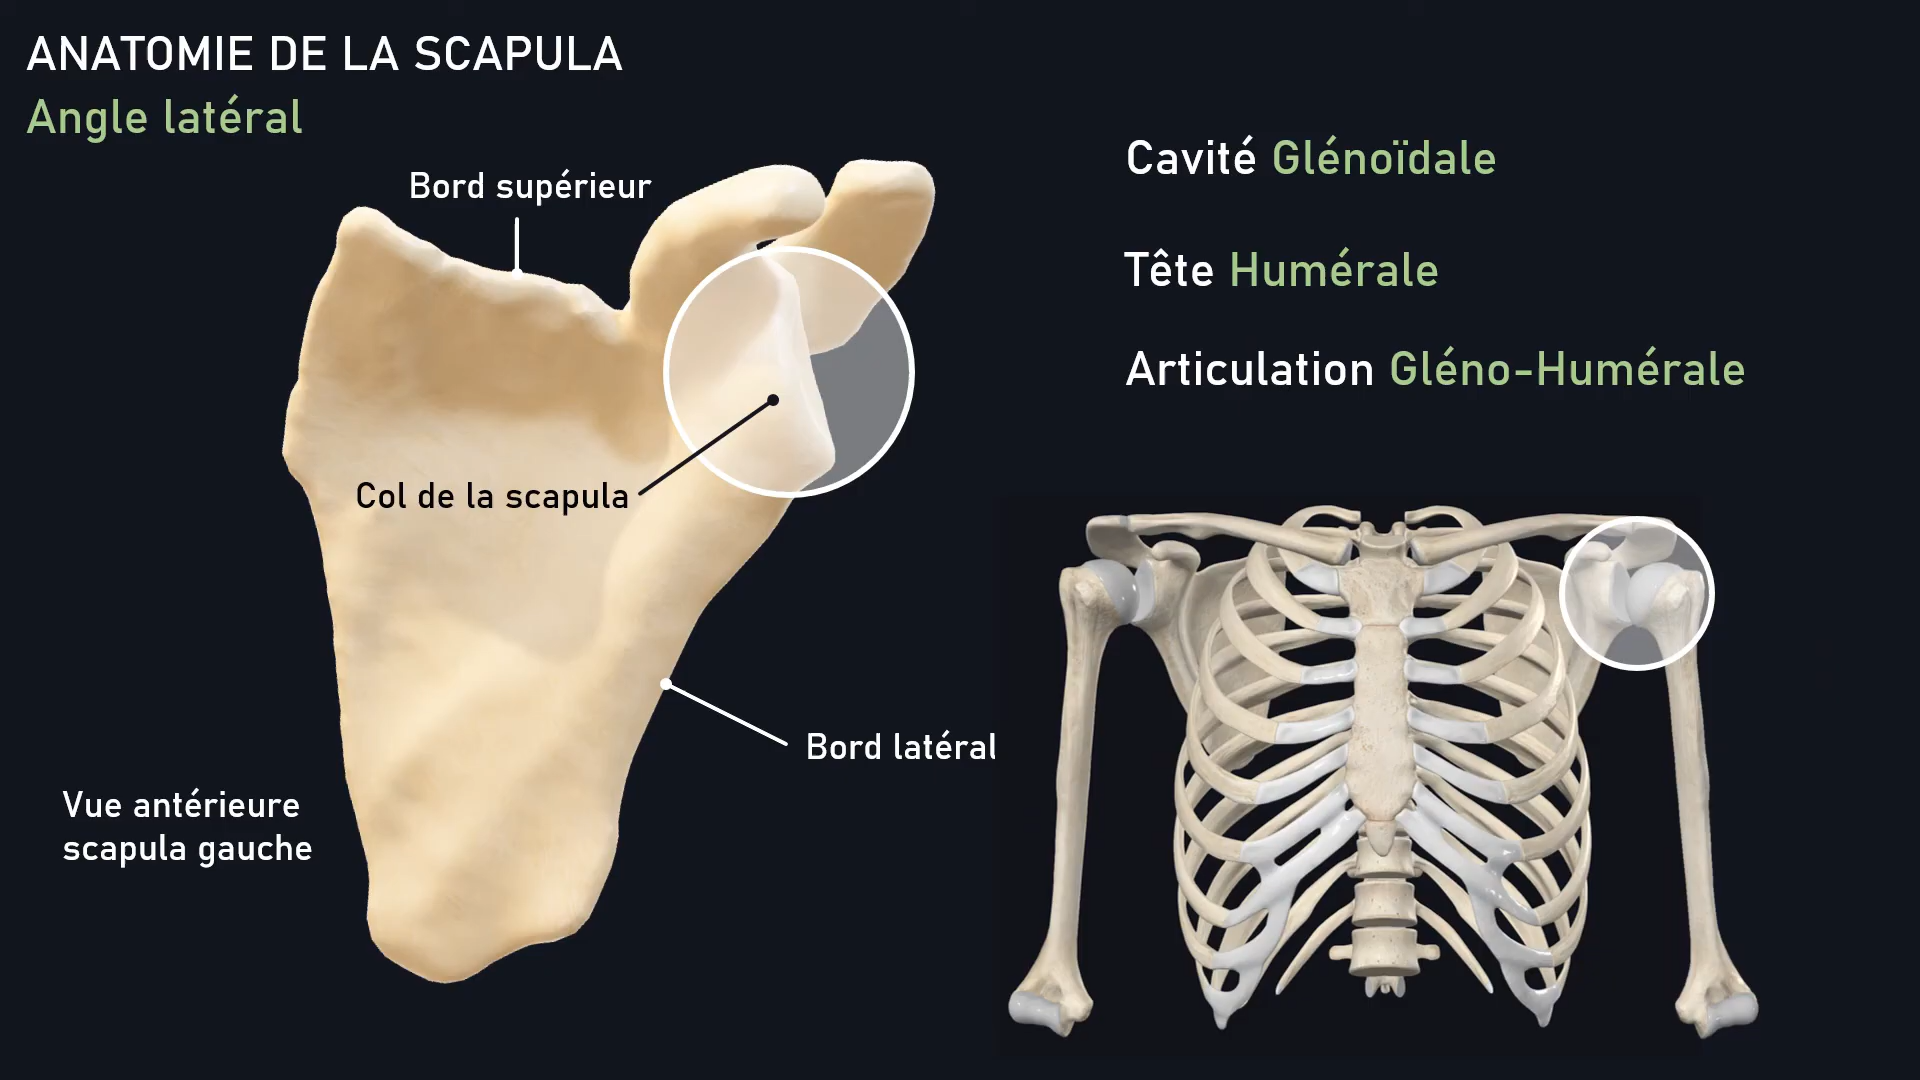 ANATOMIE DE LA SCAPULA
Angle latéral
Bord supérieur
Col de la scapula
Bord latéral
Vue antérieure
scapula gauche
Cavité Glénoïdale
Tête Humérale
Articulation Gléno-Humérale